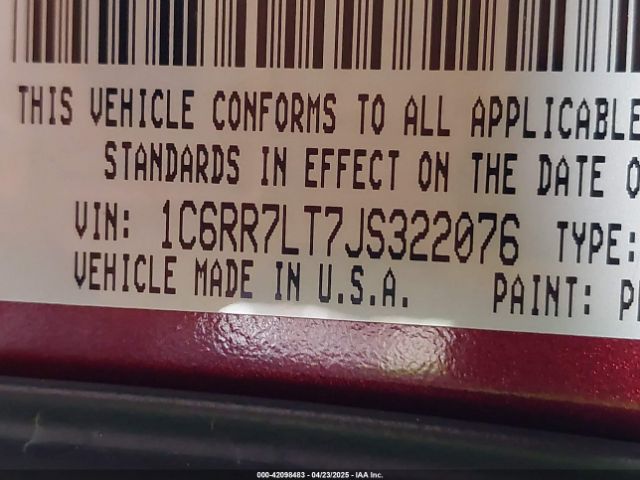 THIS VEHICLE CONFORMS TO ALL APPLICABLE
STANDARDS IN EFFECT ON THE DATE O
VIN: 1C6RR7LT7JS322076 TYPE:
VEHICLE MADE IN U.S.A. PAINT: P
000-42098483 - 04/23/2025 - IAA Inc.